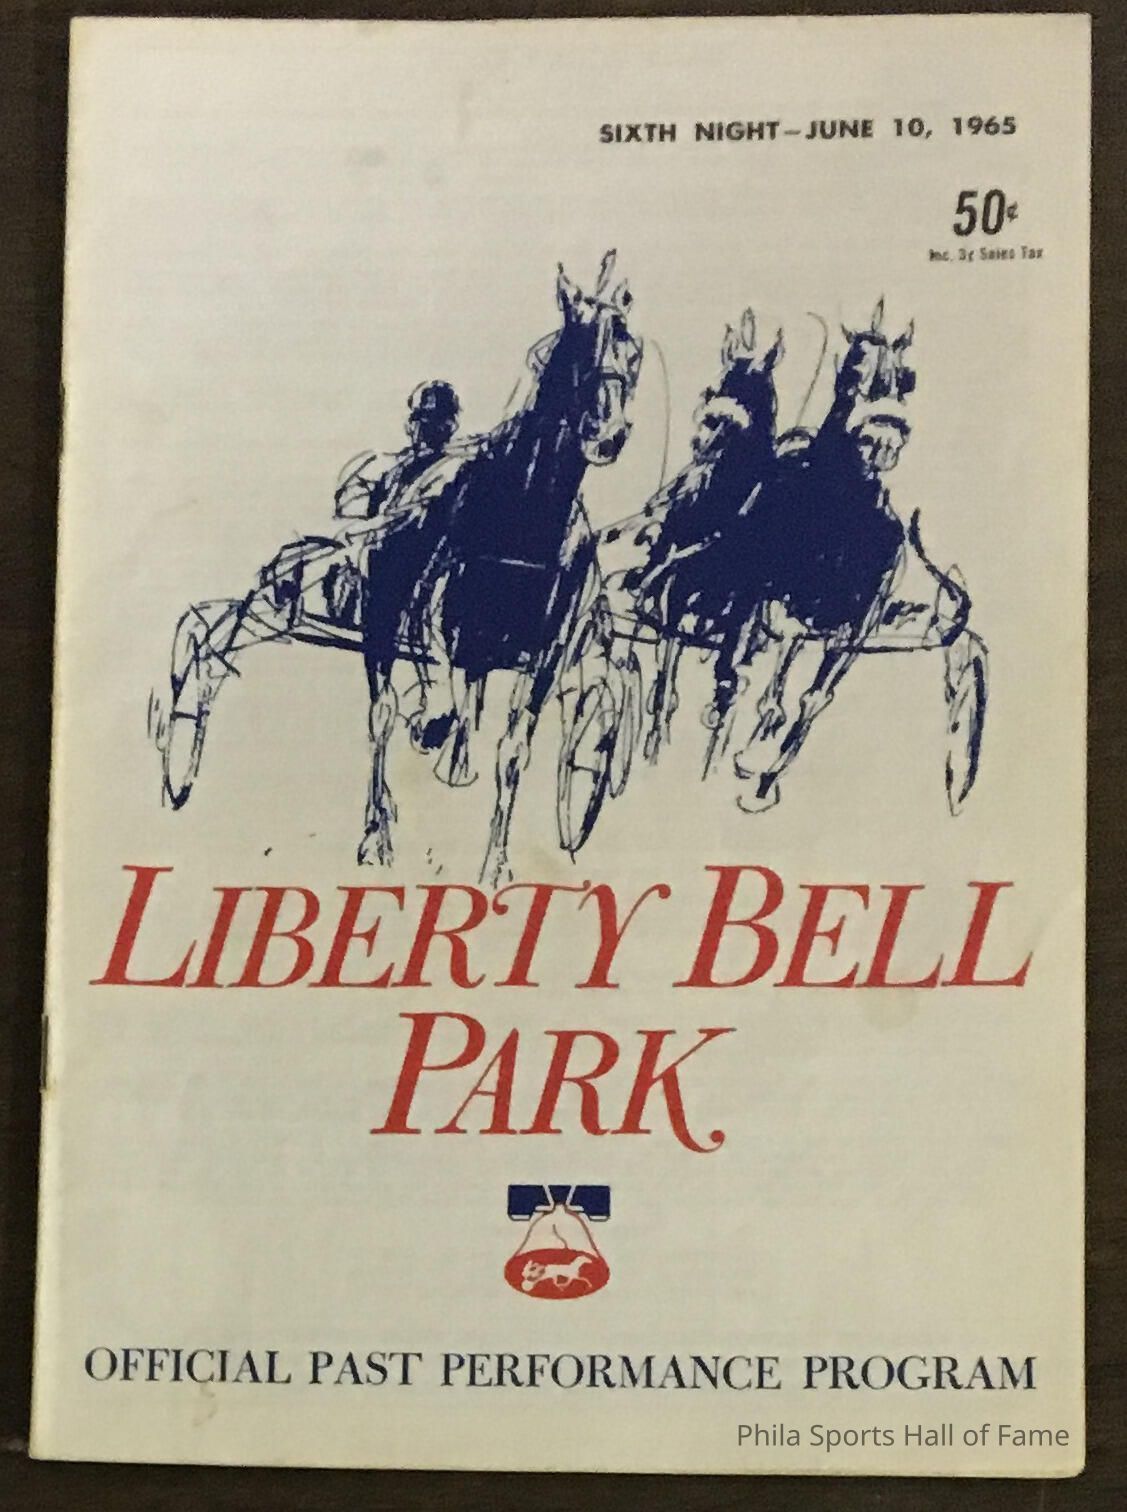 SIXTH NIGHT—JUNE 10, 1965
50¢
Inc. 3¢ Sales Tax
LIBERTY BELL
PARK
OFFICIAL PAST PERFORMANCE PROGRAM
Phila Sports Hall of Fame